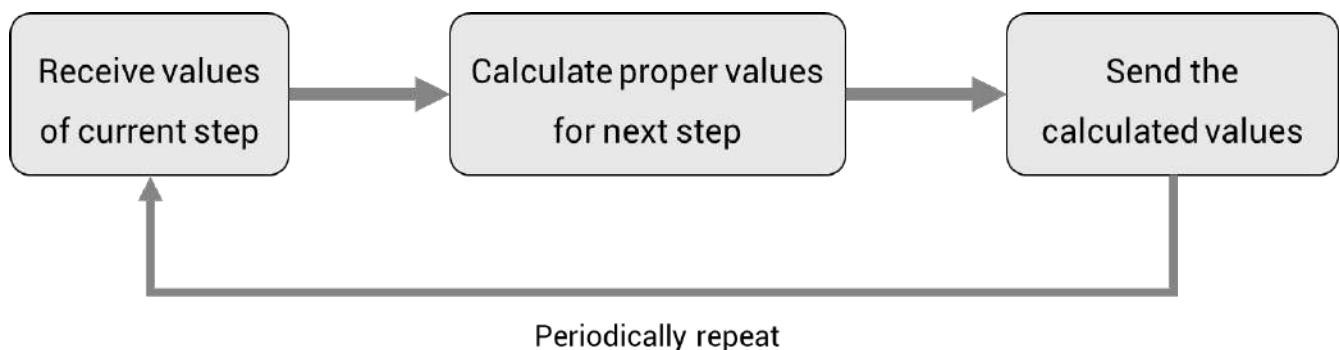 Receive values
of current step
Calculate proper values
for next step
Send the
calculated values
Periodically repeat